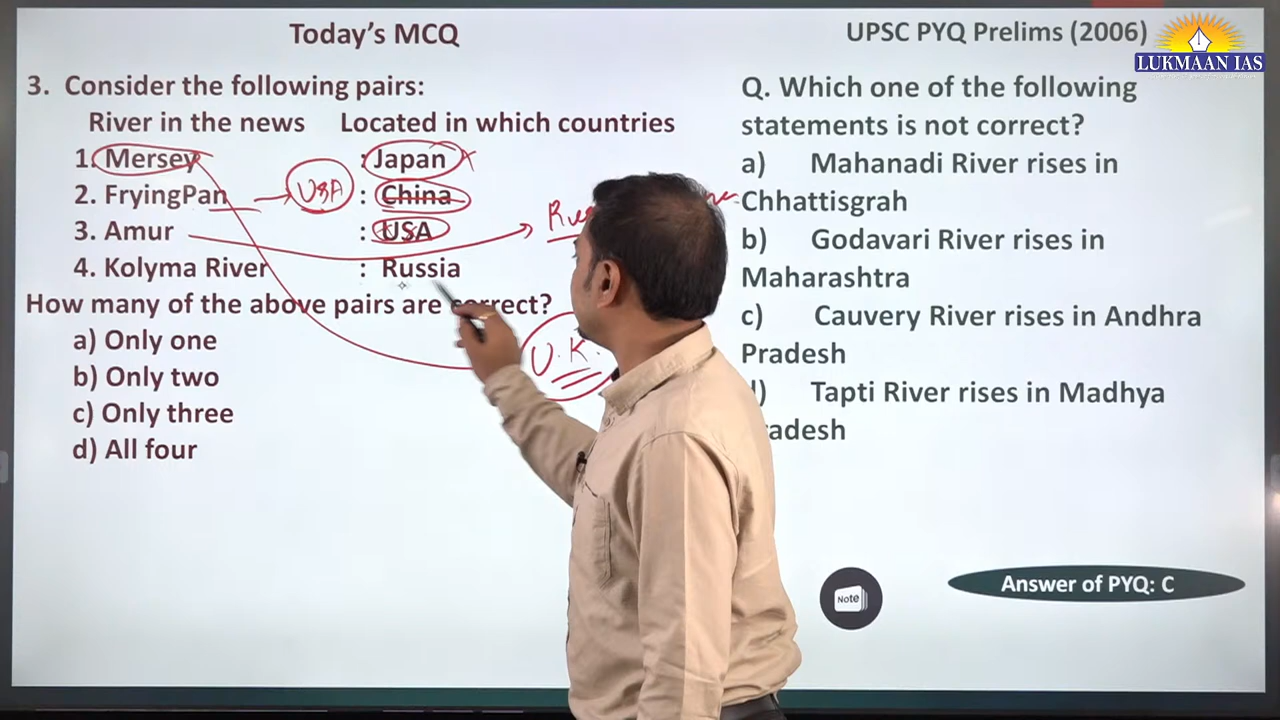 Today's MCQ
UPSC PYQ Prelims (2006)
LUKMAAN IAS
3. Consider the following pairs:
River in the news Located in which countries
1. Mersey : Japan
2. FryingPan USA : China
3. Amur : USA
4. Kolyma River : Russia
How many of the above pairs are correct?
a) Only one
b) Only two
c) Only three
d) All four
U.K.
Q. Which one of the following
statements is not correct?
a) Mahanadi River rises in
Chhattisgrah
b) Godavari River rises in
Maharashtra
c) Cauvery River rises in Andhra
Pradesh
d) Tapti River rises in Madhya
radesh
Note
Answer of PYQ: C